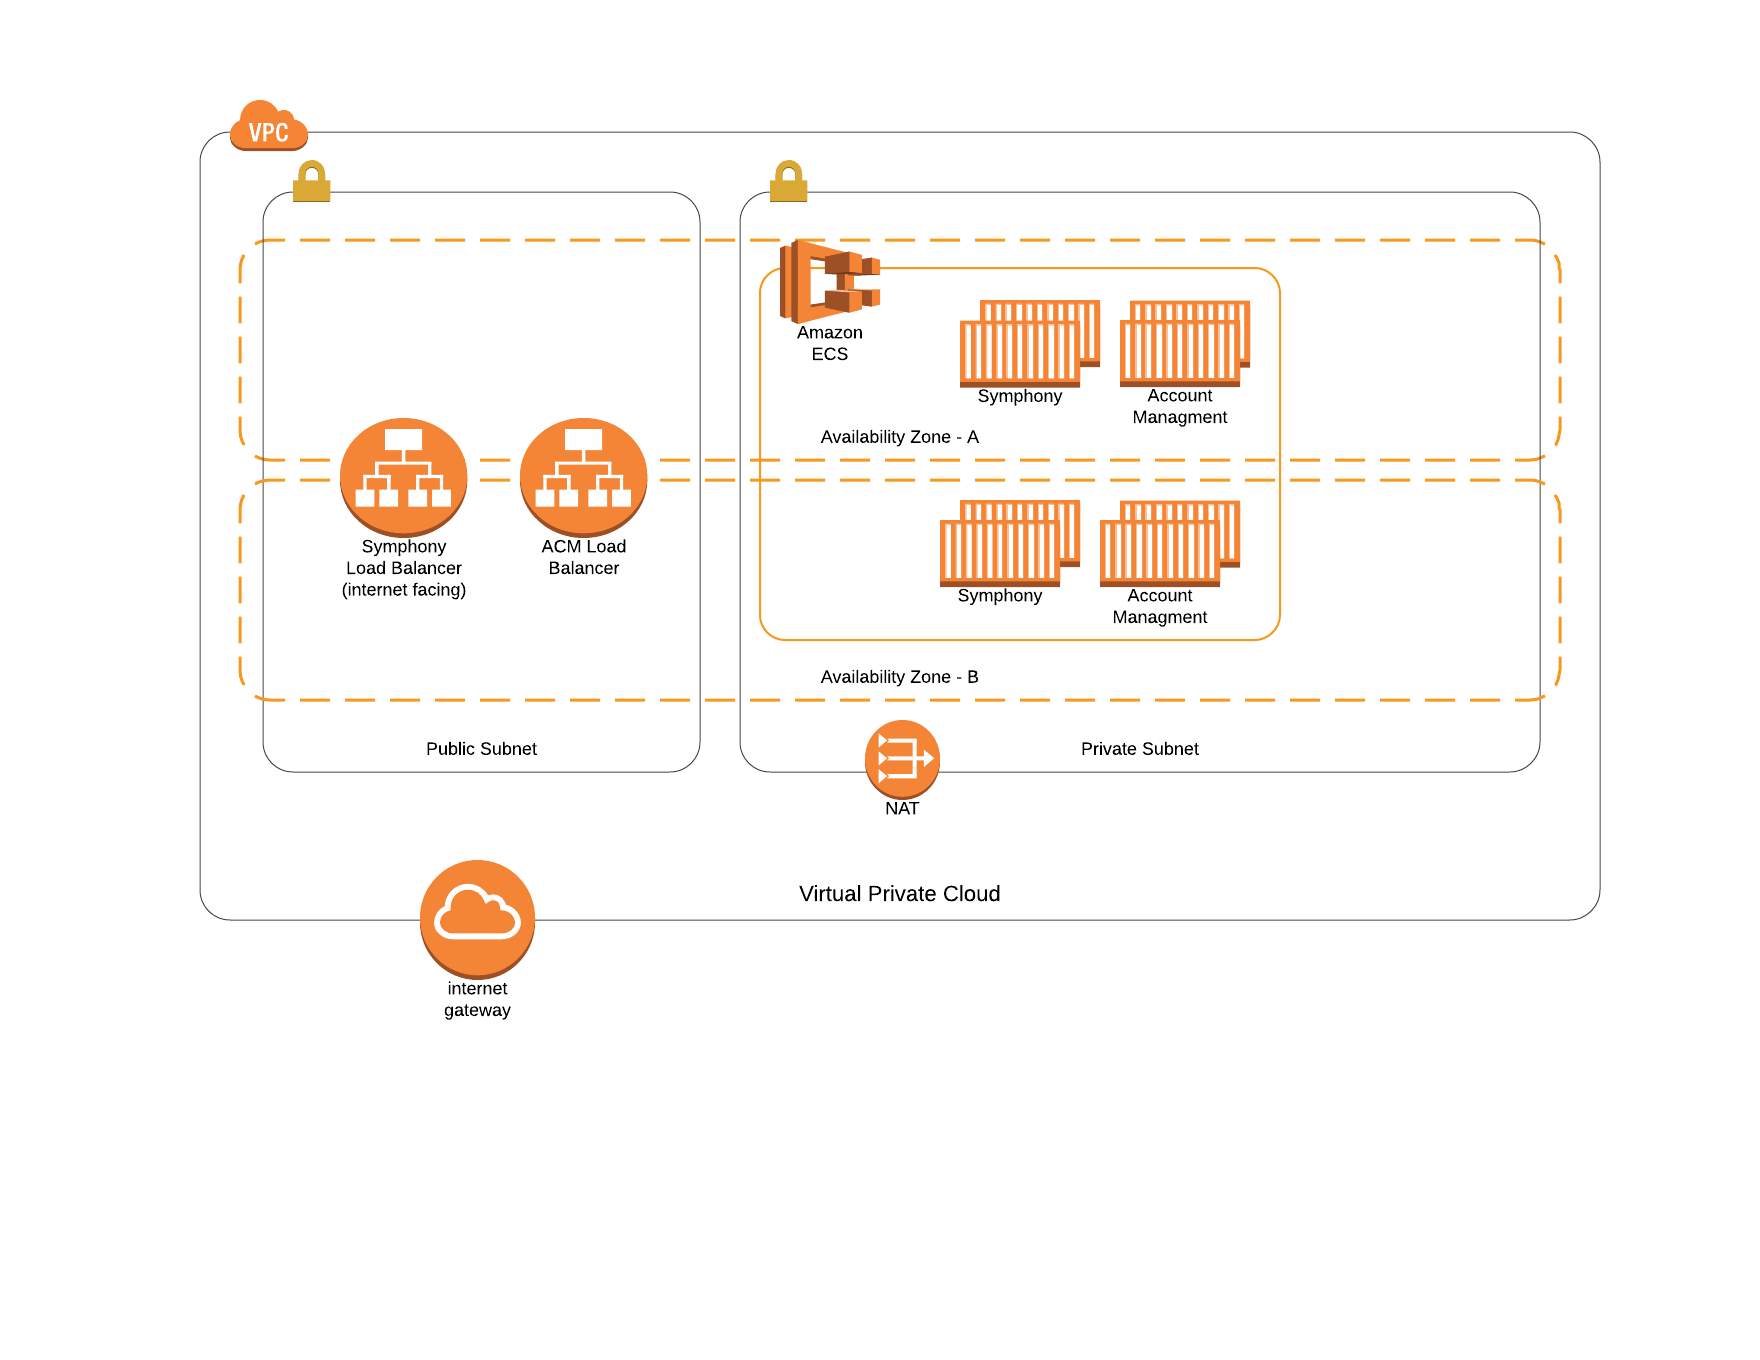 VPC
Amazon
ECS
Symphony
Account
Managment
Availability Zone - A
Symphony
Load Balancer
(internet facing)
ACM Load
Balancer
Symphony
Account
Managment
Availability Zone - B
Public Subnet
Private Subnet
NAT
Virtual Private Cloud
internet
gateway